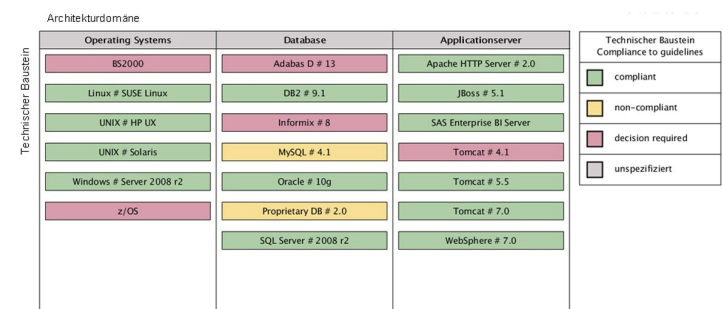 Architekturdomäne
Technischer Baustein
Operating Systems
BS2000
Linux # SUSE Linux
UNIX # HP UX
UNIX # Solaris
Windows # Server 2008 r2
z/OS
Database
Adabas D # 13
DB2 # 9.1
Informix # 8
MySQL # 4.1
Oracle # 10g
Proprietary DB # 2.0
SQL Server # 2008 r2
Applicationserver
Apache HTTP Server # 2.0
JBoss # 5.1
SAS Enterprise BI Server
Tomcat # 4.1
Tomcat # 5.5
Tomcat # 7.0
WebSphere # 7.0
Technischer Baustein
Compliance to guidelines
compliant
non-compliant
decision required
unspezifiziert